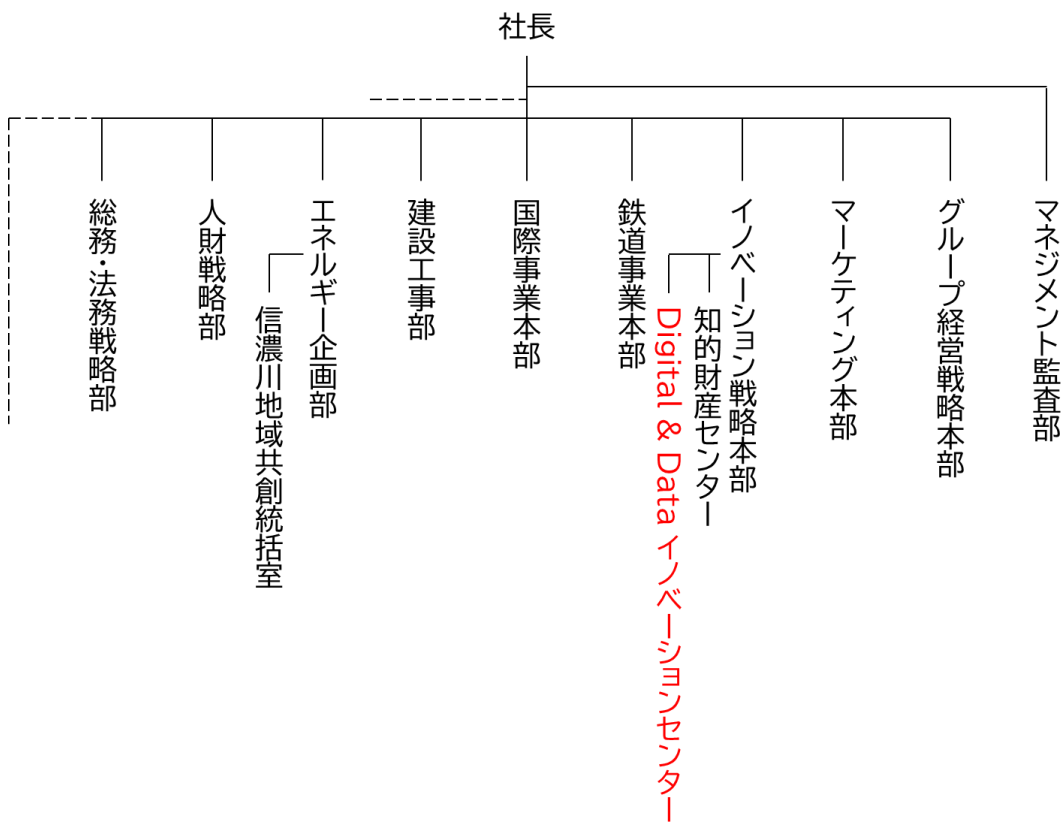 社長
マネジメント監査部
グループ経営戦略本部
マーケティング本部
イノベーション戦略本部
知的財産センター
Digital & Data イノベーションセンター
鉄道事業本部
国際事業本部
建設工事部
エネルギー企画部
信濃川地域共創統括室
人財戦略部
総務・法務戦略部